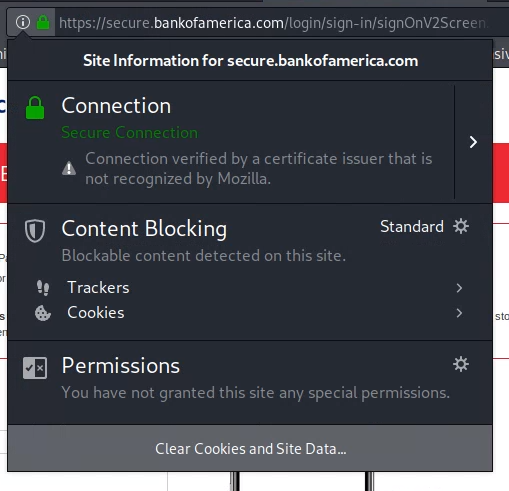 https://secure.bankofamerica.com/login/sign-in/signOnV2Screen
Site Information for secure.bankofamerica.com
Connection
Secure Connection
Connection verified by a certificate issuer that is
not recognized by Mozilla.
Content Blocking
Standard
Blockable content detected on this site.
Trackers
Cookies
Permissions
You have not granted this site any special permissions.
Clear Cookies and Site Data...